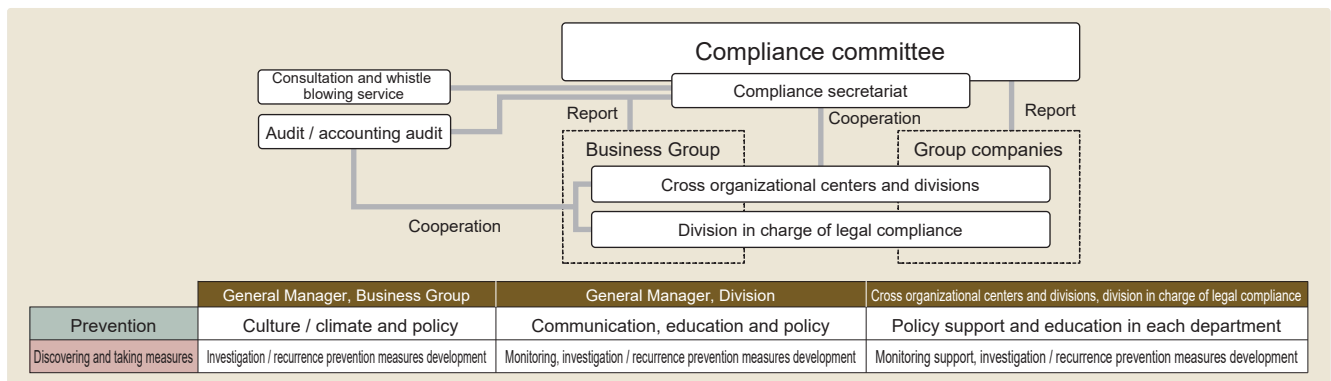 Compliance committee
Consultation and whistle
blowing service
Compliance secretariat
Audit / accounting audit
Report
Cooperation
Report
Business Group
Group companies
Cross organizational centers and divisions
Division in charge of legal compliance
Cooperation
General Manager, Business Group
General Manager, Division
Cross organizational centers and divisions, division in charge of legal compliance
Prevention
Culture / climate and policy
Communication, education and policy
Policy support and education in each department
Discovering and taking measures
Investigation / recurrence prevention measures development
Monitoring, investigation / recurrence prevention measures development
Monitoring support, investigation / recurrence prevention measures development